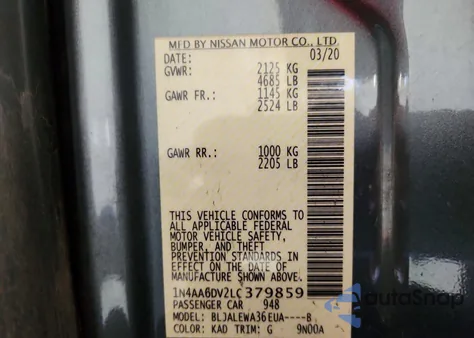 MFD BY NISSAN MOTOR CO., LTD.
DATE: 03/20
GVWR: 2125 KG
4685 LB
GAWR FR.: 1145 KG
2524 LB
GAWR RR.: 1000 KG
2205 LB
THIS VEHICLE CONFORMS TO
ALL APPLICABLE FEDERAL
MOTOR VEHICLE SAFETY,
BUMPER, AND THEFT
PREVENTION STANDARDS IN
EFFECT ON THE DATE OF
MANUFACTURE SHOWN ABOVE.
1N4AA6DV2LC379859
PASSENGER CAR 948
MODEL: BLJALEWA36EUA----B
COLOR: KAD TRIM: G 9N00A
AutoSnap